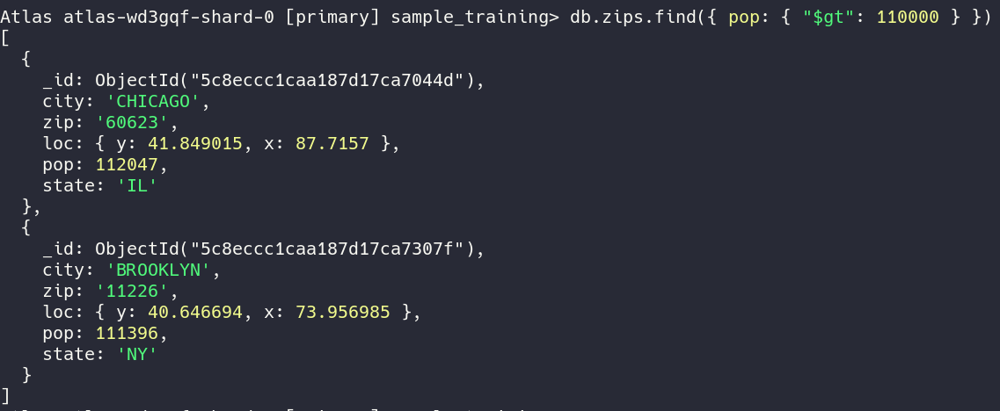 Atlas atlas-wd3gqf-shard-0 [primary] sample_training> db.zips.find({ pop: { "$gt": 110000 } })
[
  {
    _id: ObjectId("5c8eccc1caa187d17ca7044d"),
    city: 'CHICAGO',
    zip: '60623',
    loc: { y: 41.849015, x: 87.7157 },
    pop: 112047,
    state: 'IL'
  },
  {
    _id: ObjectId("5c8eccc1caa187d17ca7307f"),
    city: 'BROOKLYN',
    zip: '11226',
    loc: { y: 40.646694, x: 73.956985 },
    pop: 111396,
    state: 'NY'
  }
]